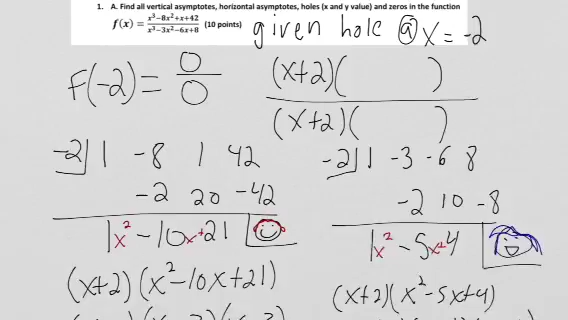 1. A. Find all vertical asymptotes, horizontal asymptotes, holes (x and y value) and zeros in the function
f(x) = x³−8x²+x+42 / x³−3x²−6x+8 (10 points)
given hole @ x = -2
F(-2) = 0/0
(x+2)( )
(x+2)( )
-2| 1 -8 1 42
-2 20 -42
1x² -10x+21
-2| 1 -3 -6 8
-2 10 -8
1x² -5x+4
(x+2)(x²-10x+21)
(x+2)(x²-5x+4)